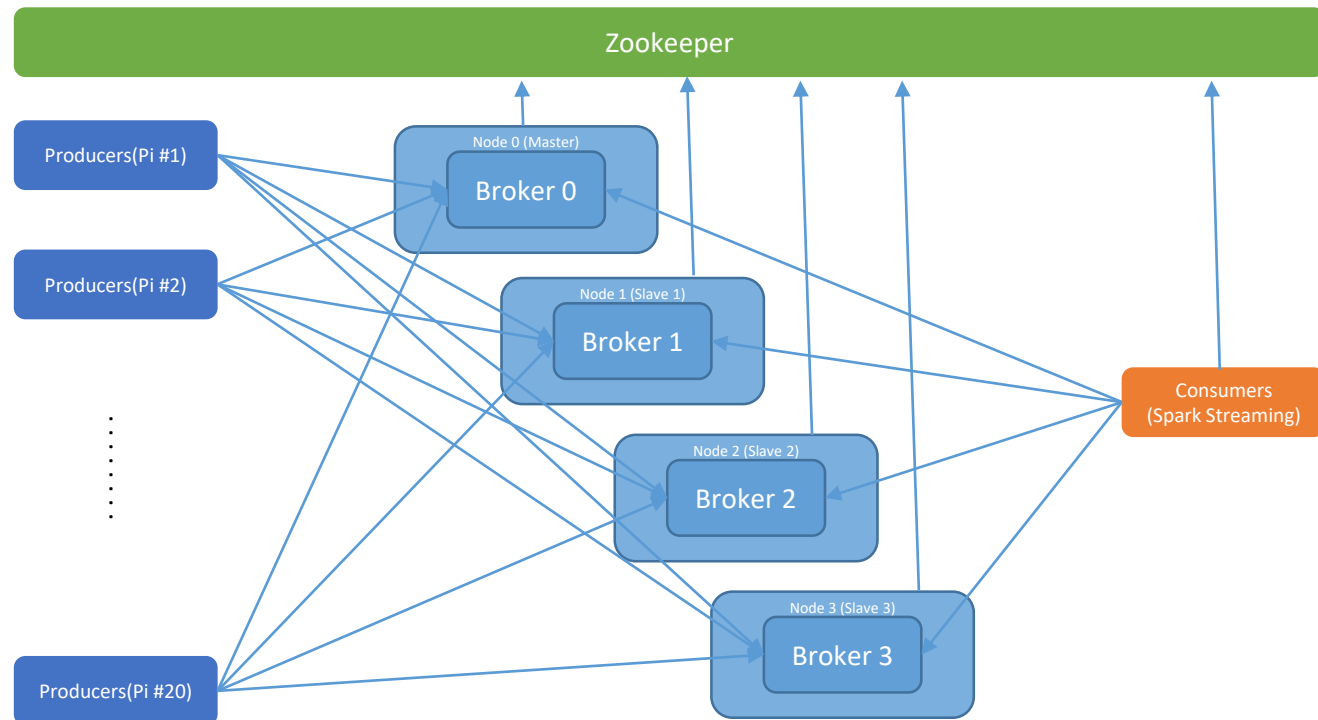 Zookeeper
Producers(Pi #1)
Node 0 (Master)
Broker 0
Producers(Pi #2)
Node 1 (Slave 1)
Broker 1
Consumers
(Spark Streaming)
Node 2 (Slave 2)
Broker 2
Node 3 (Slave 3)
Broker 3
Producers(Pi #20)